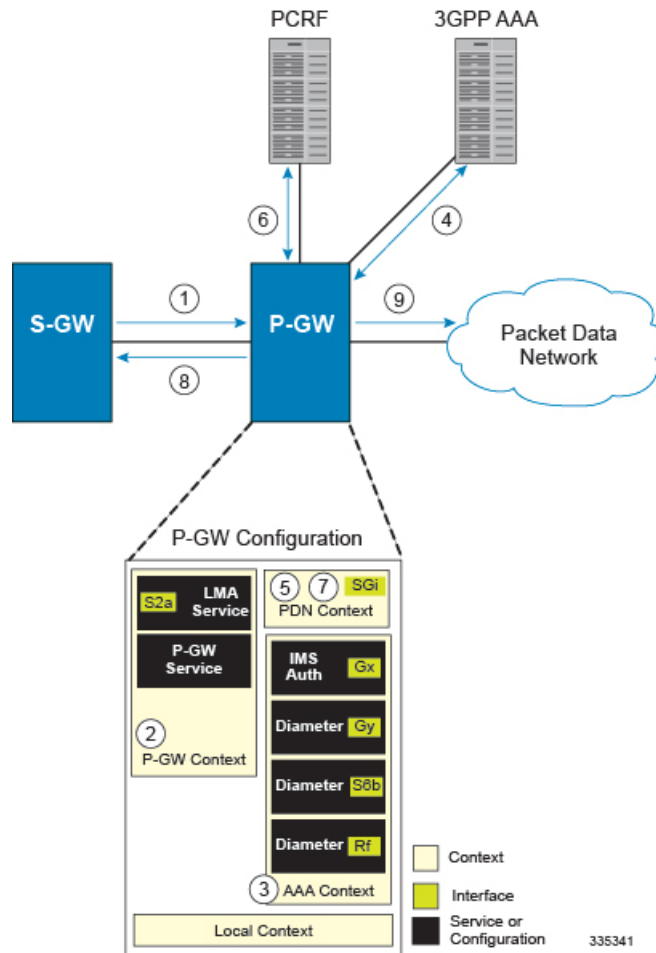 PCRF
3GPP AAA
6
4
S-GW
1
P-GW
9
Packet Data
Network
8
P-GW Configuration
S2a
LMA
Service
P-GW
Service
2
P-GW Context
5
7
SGi
PDN Context
IMS
Auth
Gx
Diameter
Gy
Diameter
S6b
Diameter
Rf
3
AAA Context
Local Context
Context
Interface
Service or
Configuration
335341